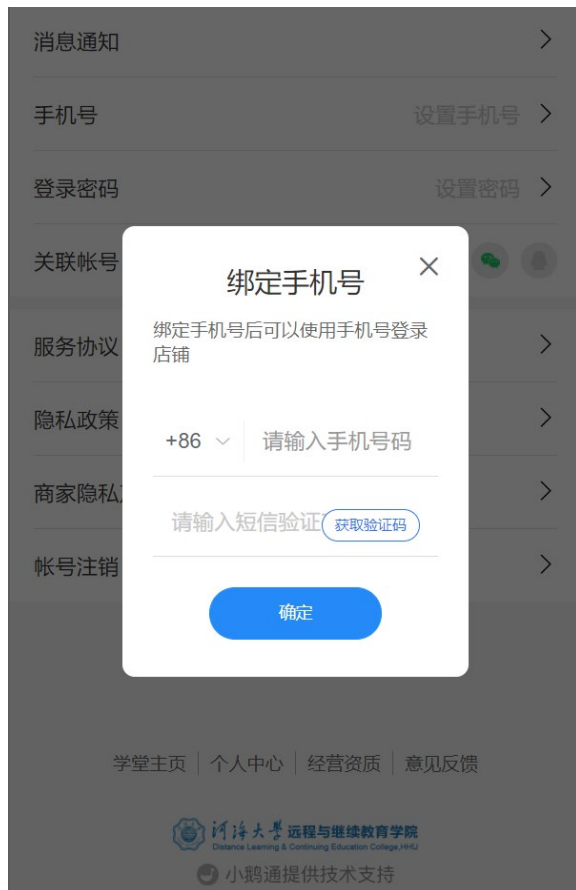 消息通知
手机号 设置手机号
登录密码 设置密码
关联帐号
绑定手机号
绑定手机号后可以使用手机号登录
店铺
服务协议
隐私政策
+86 请输入手机号码
商家隐私
请输入短信验证 获取验证码
帐号注销
确定
学堂主页 个人中心 经营资质 意见反馈
河海大学 远程与继续教育学院
Distance Learning & Continuing Education College,HHU
小鹅通提供技术支持